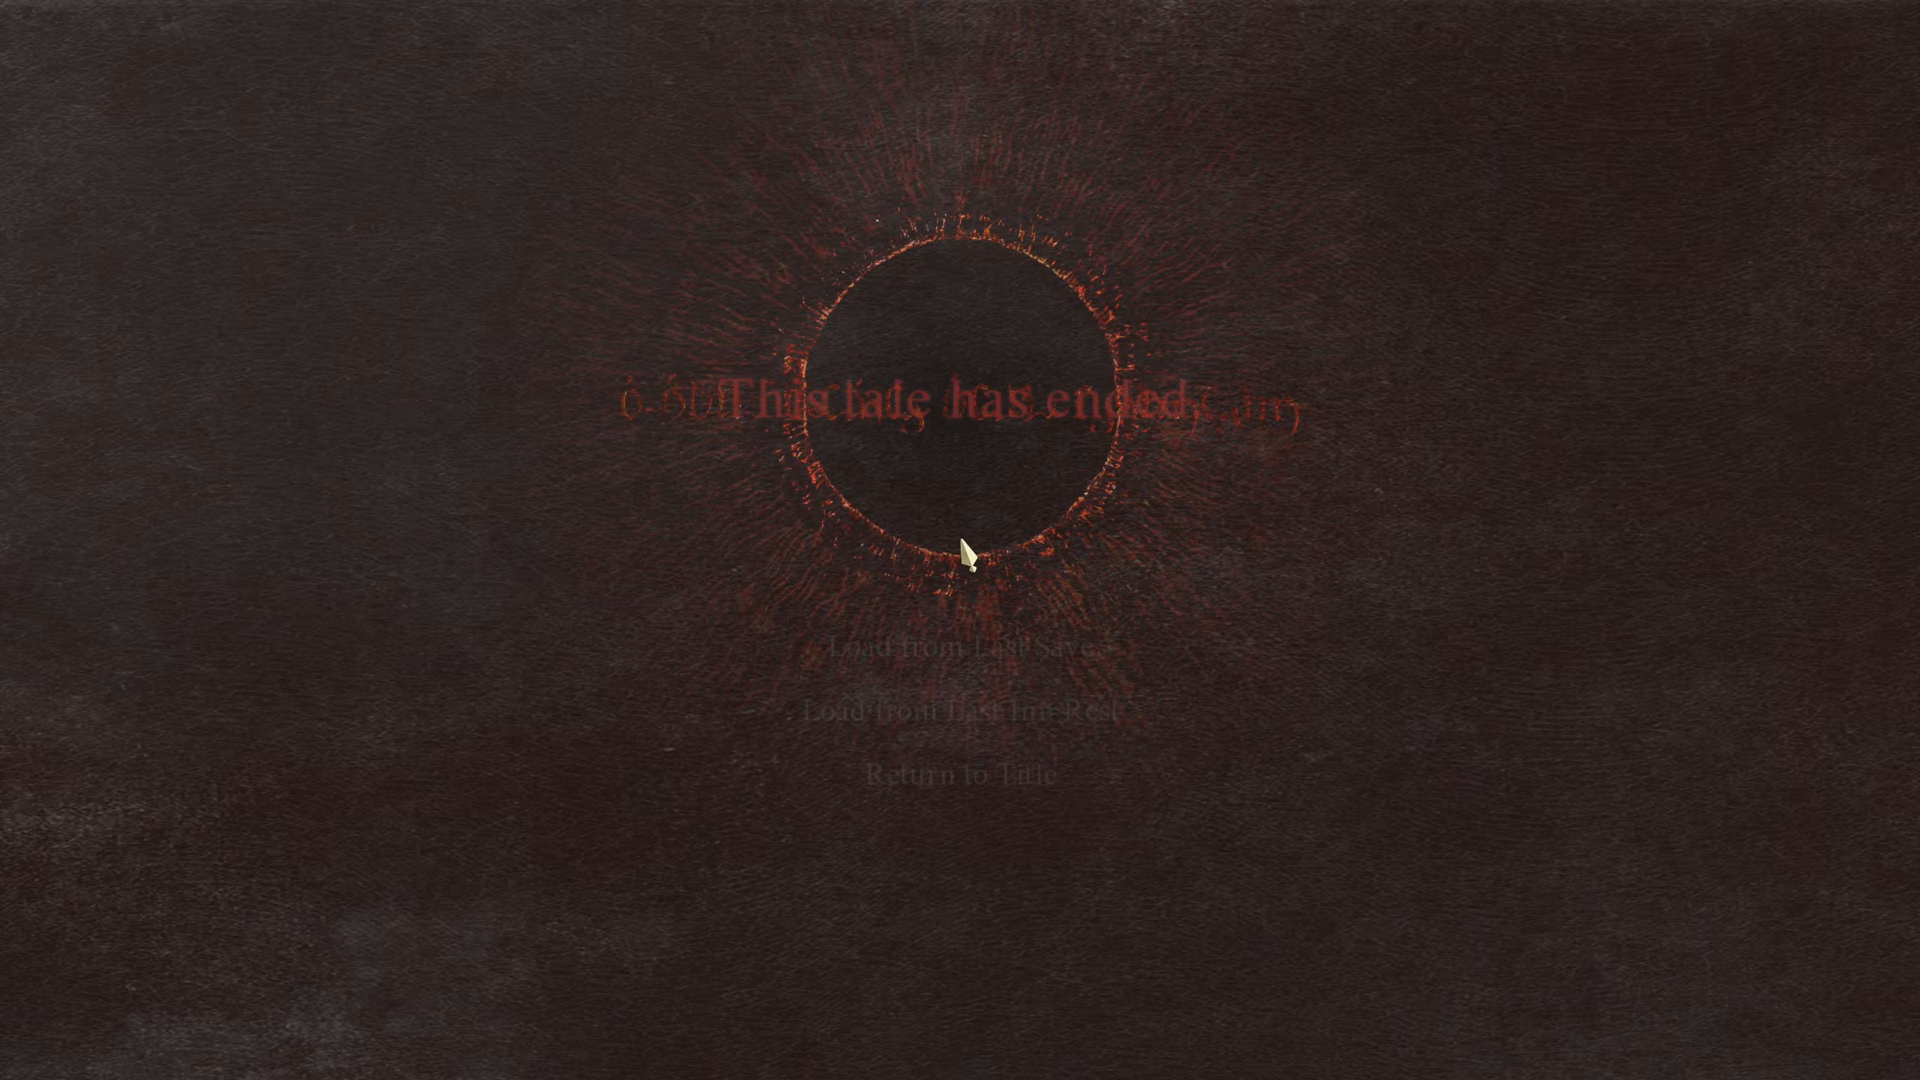 This tale has ended.
Load from Last Save
Load from Last Inn Rest
Return to Title